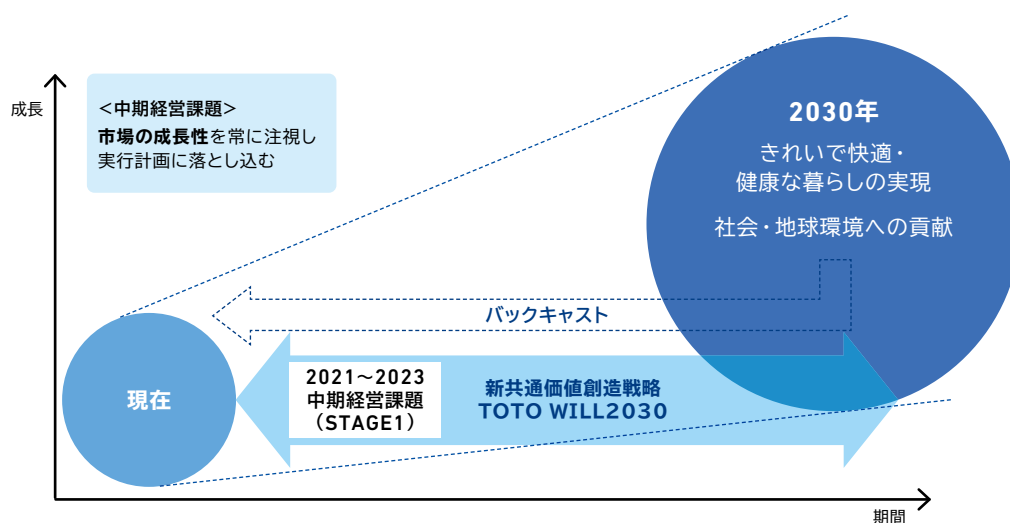 成長
<中期経営課題>
市場の成長性を常に注視し
実行計画に落とし込む
2030年
きれいで快適・
健康な暮らしの実現
社会・地球環境への貢献
バックキャスト
現在
2021～2023
中期経営課題
（STAGE1）
新共通価値創造戦略
TOTO WILL2030
期間